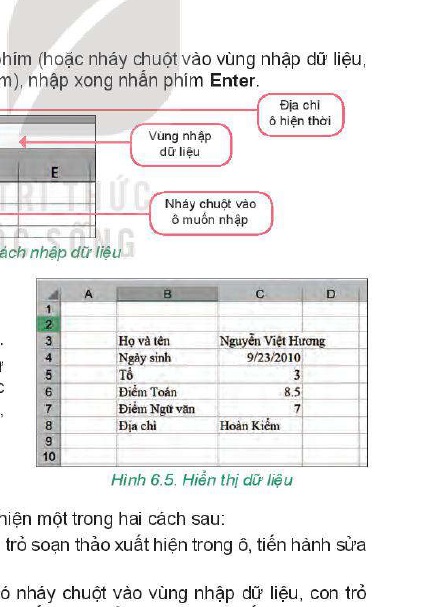 phím (hoặc nháy chuột vào vùng nhập dữ liệu,
m), nhập xong nhấn phím Enter.
Địa chỉ
ô hiện thời
Vùng nhập
dữ liệu
E
TRI THỨC
Nháy chuột vào
ô muốn nhập
SỐNG
ách nhập dữ liệu
A B C D
1
2
3 Họ và tên Nguyễn Việt Hương
4 Ngày sinh 9/23/2010
5 Tổ 3
6 Điểm Toán 8.5
7 Điểm Ngữ văn 7
8 Địa chỉ Hoàn Kiếm
9
10
Hình 6.5. Hiển thị dữ liệu
hiện một trong hai cách sau:
trỏ soạn thảo xuất hiện trong ô, tiến hành sửa
ó nháy chuột vào vùng nhập dữ liệu, con trỏ